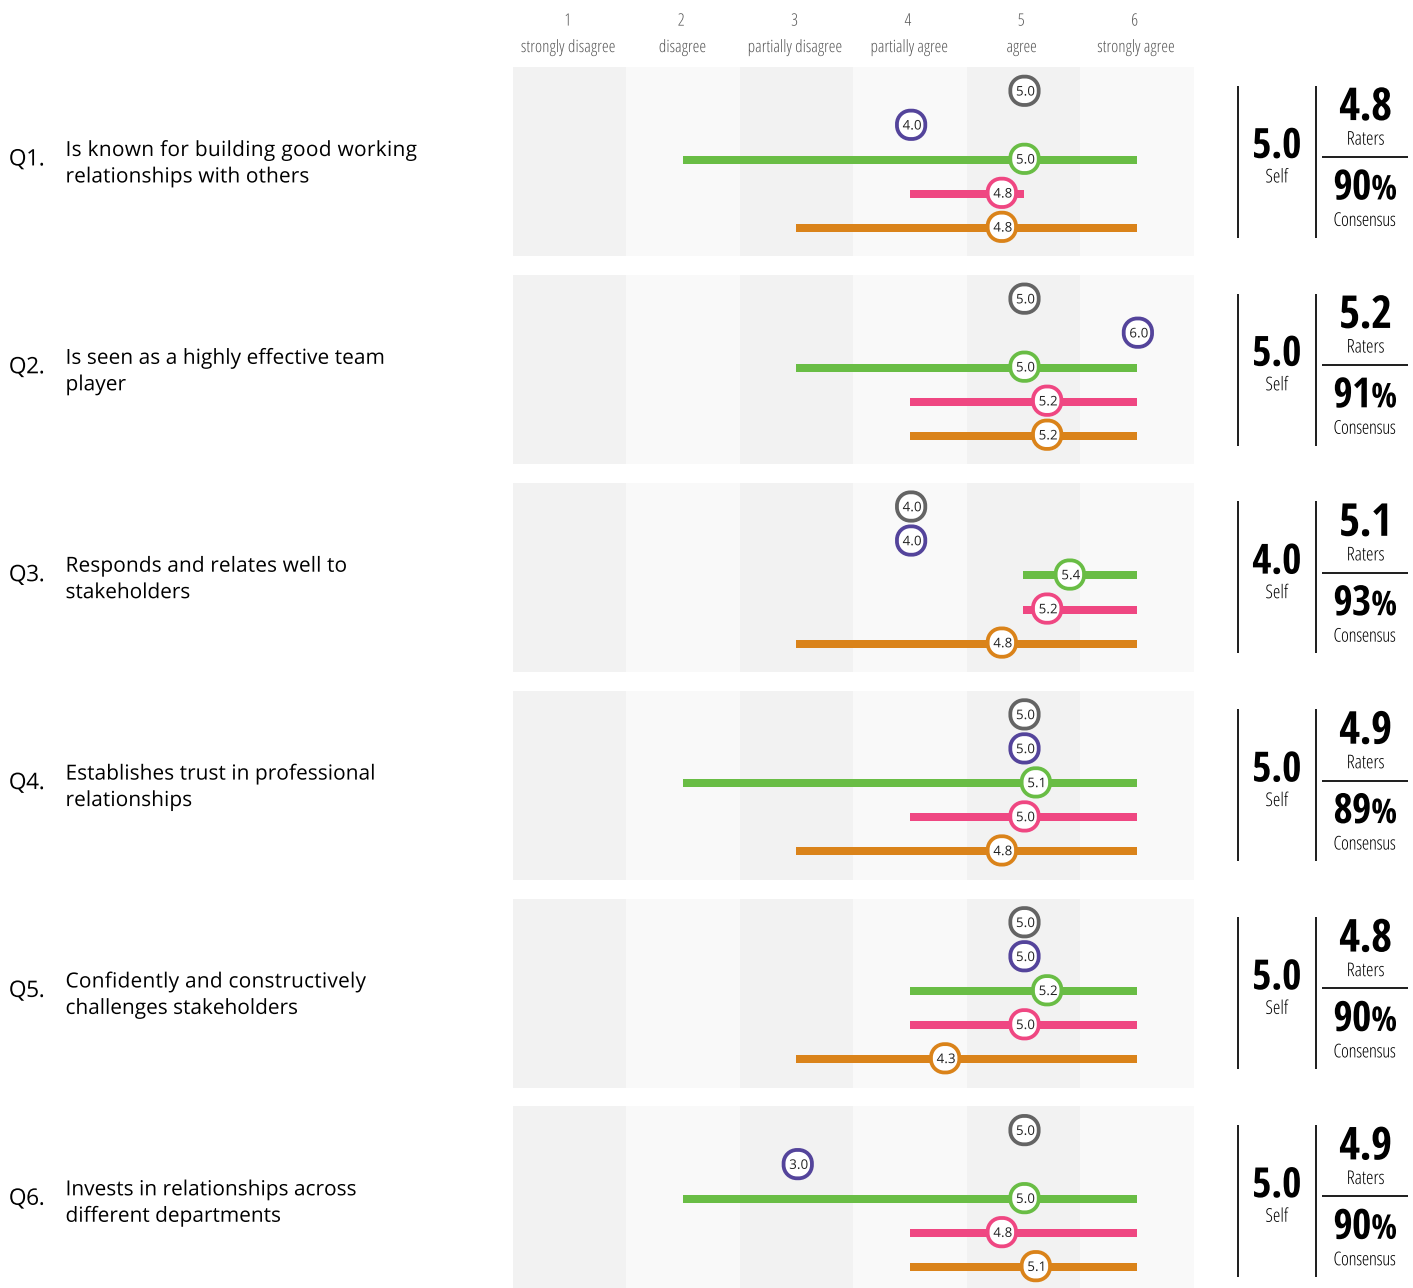 1 2 3 4 5 6
strongly disagree disagree partially disagree partially agree agree strongly agree
5.0
4.0
Q1. Is known for building good working
relationships with others
5.0
4.8
4.8
5.0
Self
4.8
Raters
90%
Consensus
5.0
6.0
Q2. Is seen as a highly effective team
player
5.0
5.2
5.2
5.0
Self
5.2
Raters
91%
Consensus
4.0
4.0
Q3. Responds and relates well to
stakeholders
5.4
5.2
4.8
4.0
Self
5.1
Raters
93%
Consensus
5.0
5.0
Q4. Establishes trust in professional
relationships
5.1
5.0
4.8
5.0
Self
4.9
Raters
89%
Consensus
5.0
5.0
Q5. Confidently and constructively
challenges stakeholders
5.2
5.0
4.3
5.0
Self
4.8
Raters
90%
Consensus
5.0
3.0
Q6. Invests in relationships across
different departments
5.0
4.8
5.1
5.0
Self
4.9
Raters
90%
Consensus